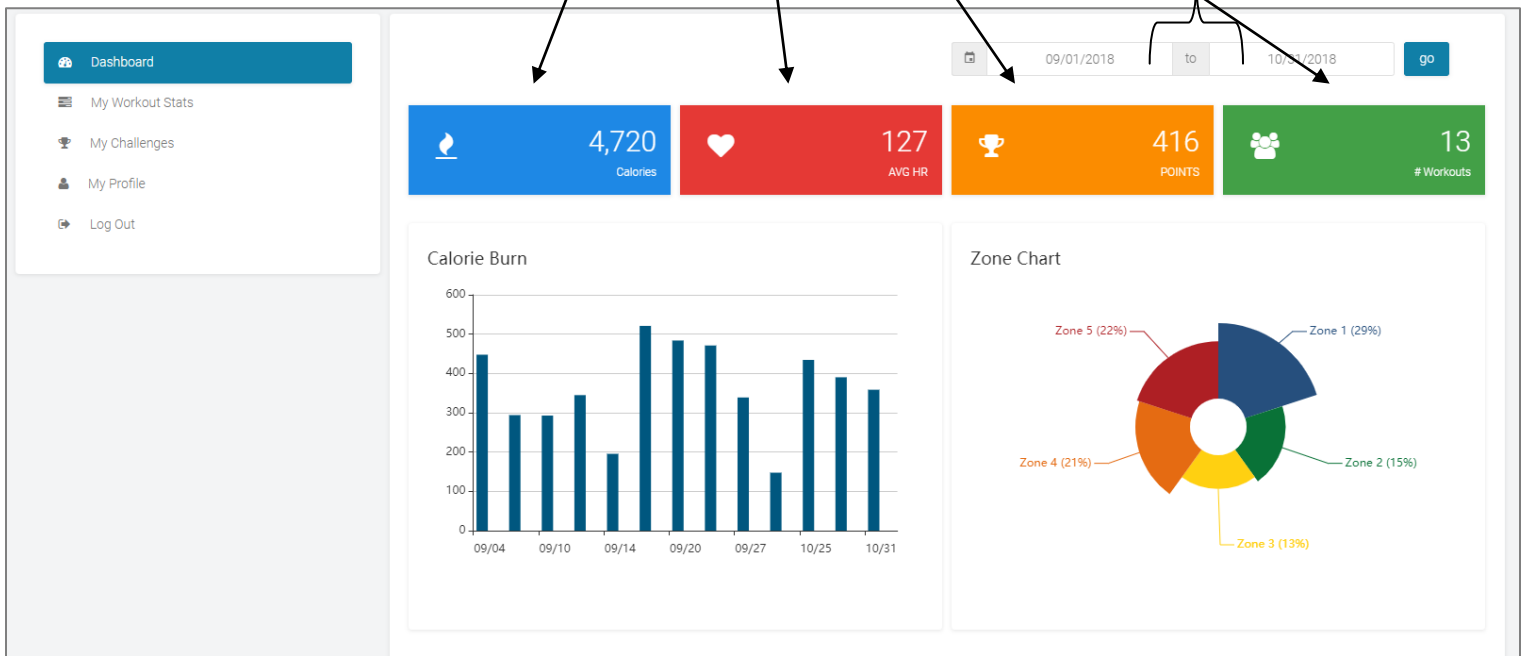 Dashboard
My Workout Stats
My Challenges
My Profile
Log Out
09/01/2018 to 10/31/2018 go
4,720
Calories
127
AVG HR
416
POINTS
13
# Workouts
Calorie Burn
600
500
400
300
200
100
0
09/04 09/10 09/14 09/20 09/27 10/25 10/31
Zone Chart
Zone 5 (22%)
Zone 1 (29%)
Zone 4 (21%)
Zone 2 (15%)
Zone 3 (13%)